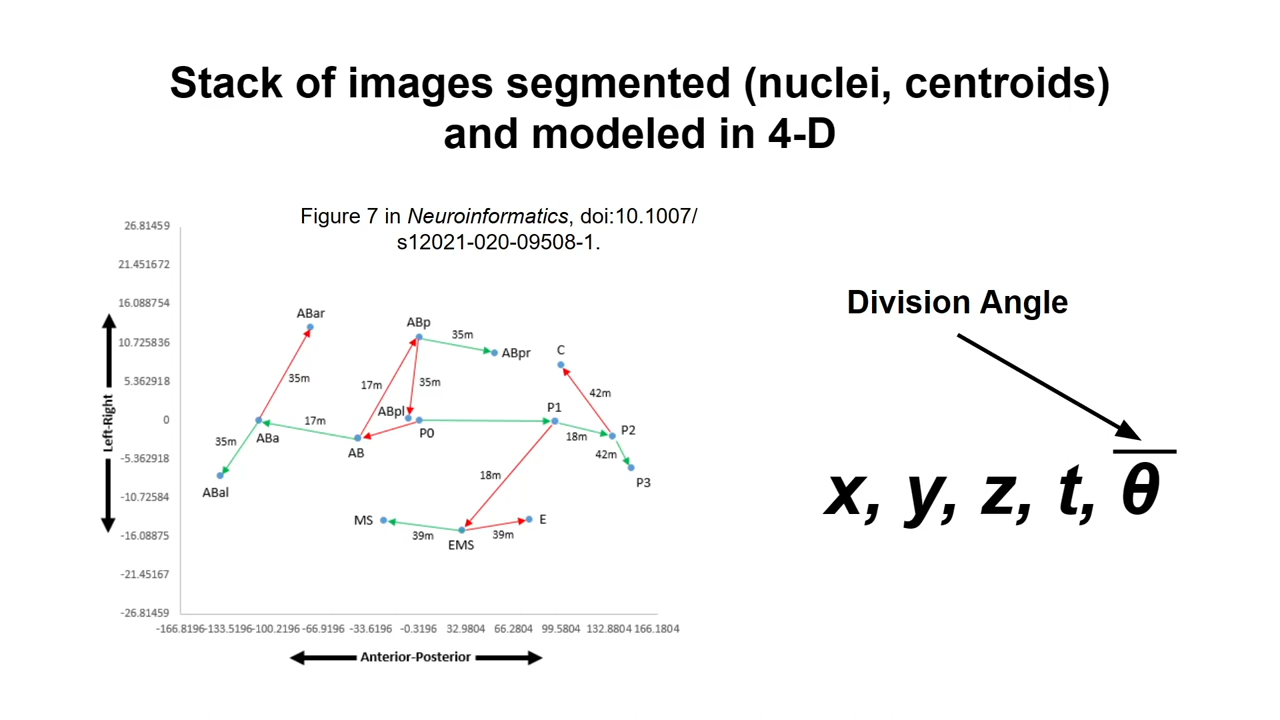 Stack of images segmented (nuclei, centroids)
and modeled in 4-D
Figure 7 in Neuroinformatics, doi:10.1007/
s12021-020-09508-1.
26.81459
21.451672
16.088754
10.725836
5.362918
0
-5.362918
-10.72584
-16.08875
-21.45167
-26.81459
Left-Right
ABar
ABp
35m
ABpr
C
35m
17m
35m
42m
ABpl
P0
P1
17m
ABa
AB
18m
P2
35m
42m
ABal
18m
P3
MS
E
39m
39m
EMS
-166.8196
-133.5196
-100.2196
-66.9196
-33.6196
-0.3196
32.9804
66.2804
99.5804
132.8804
166.1804
Anterior-Posterior
Division Angle
x, y, z, t, θ